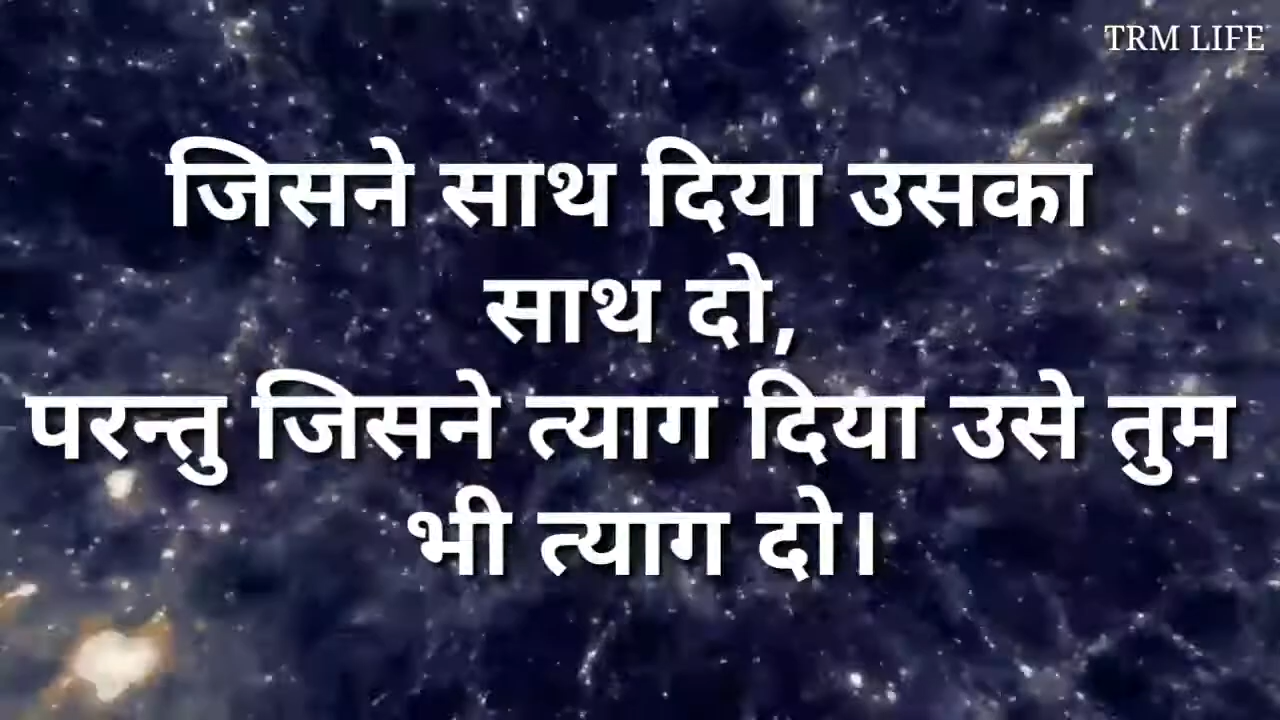 TRM LIFE
जिसने साथ दिया उसका
साथ दो,
परन्तु जिसने त्याग दिया उसे तुम
भी त्याग दो।